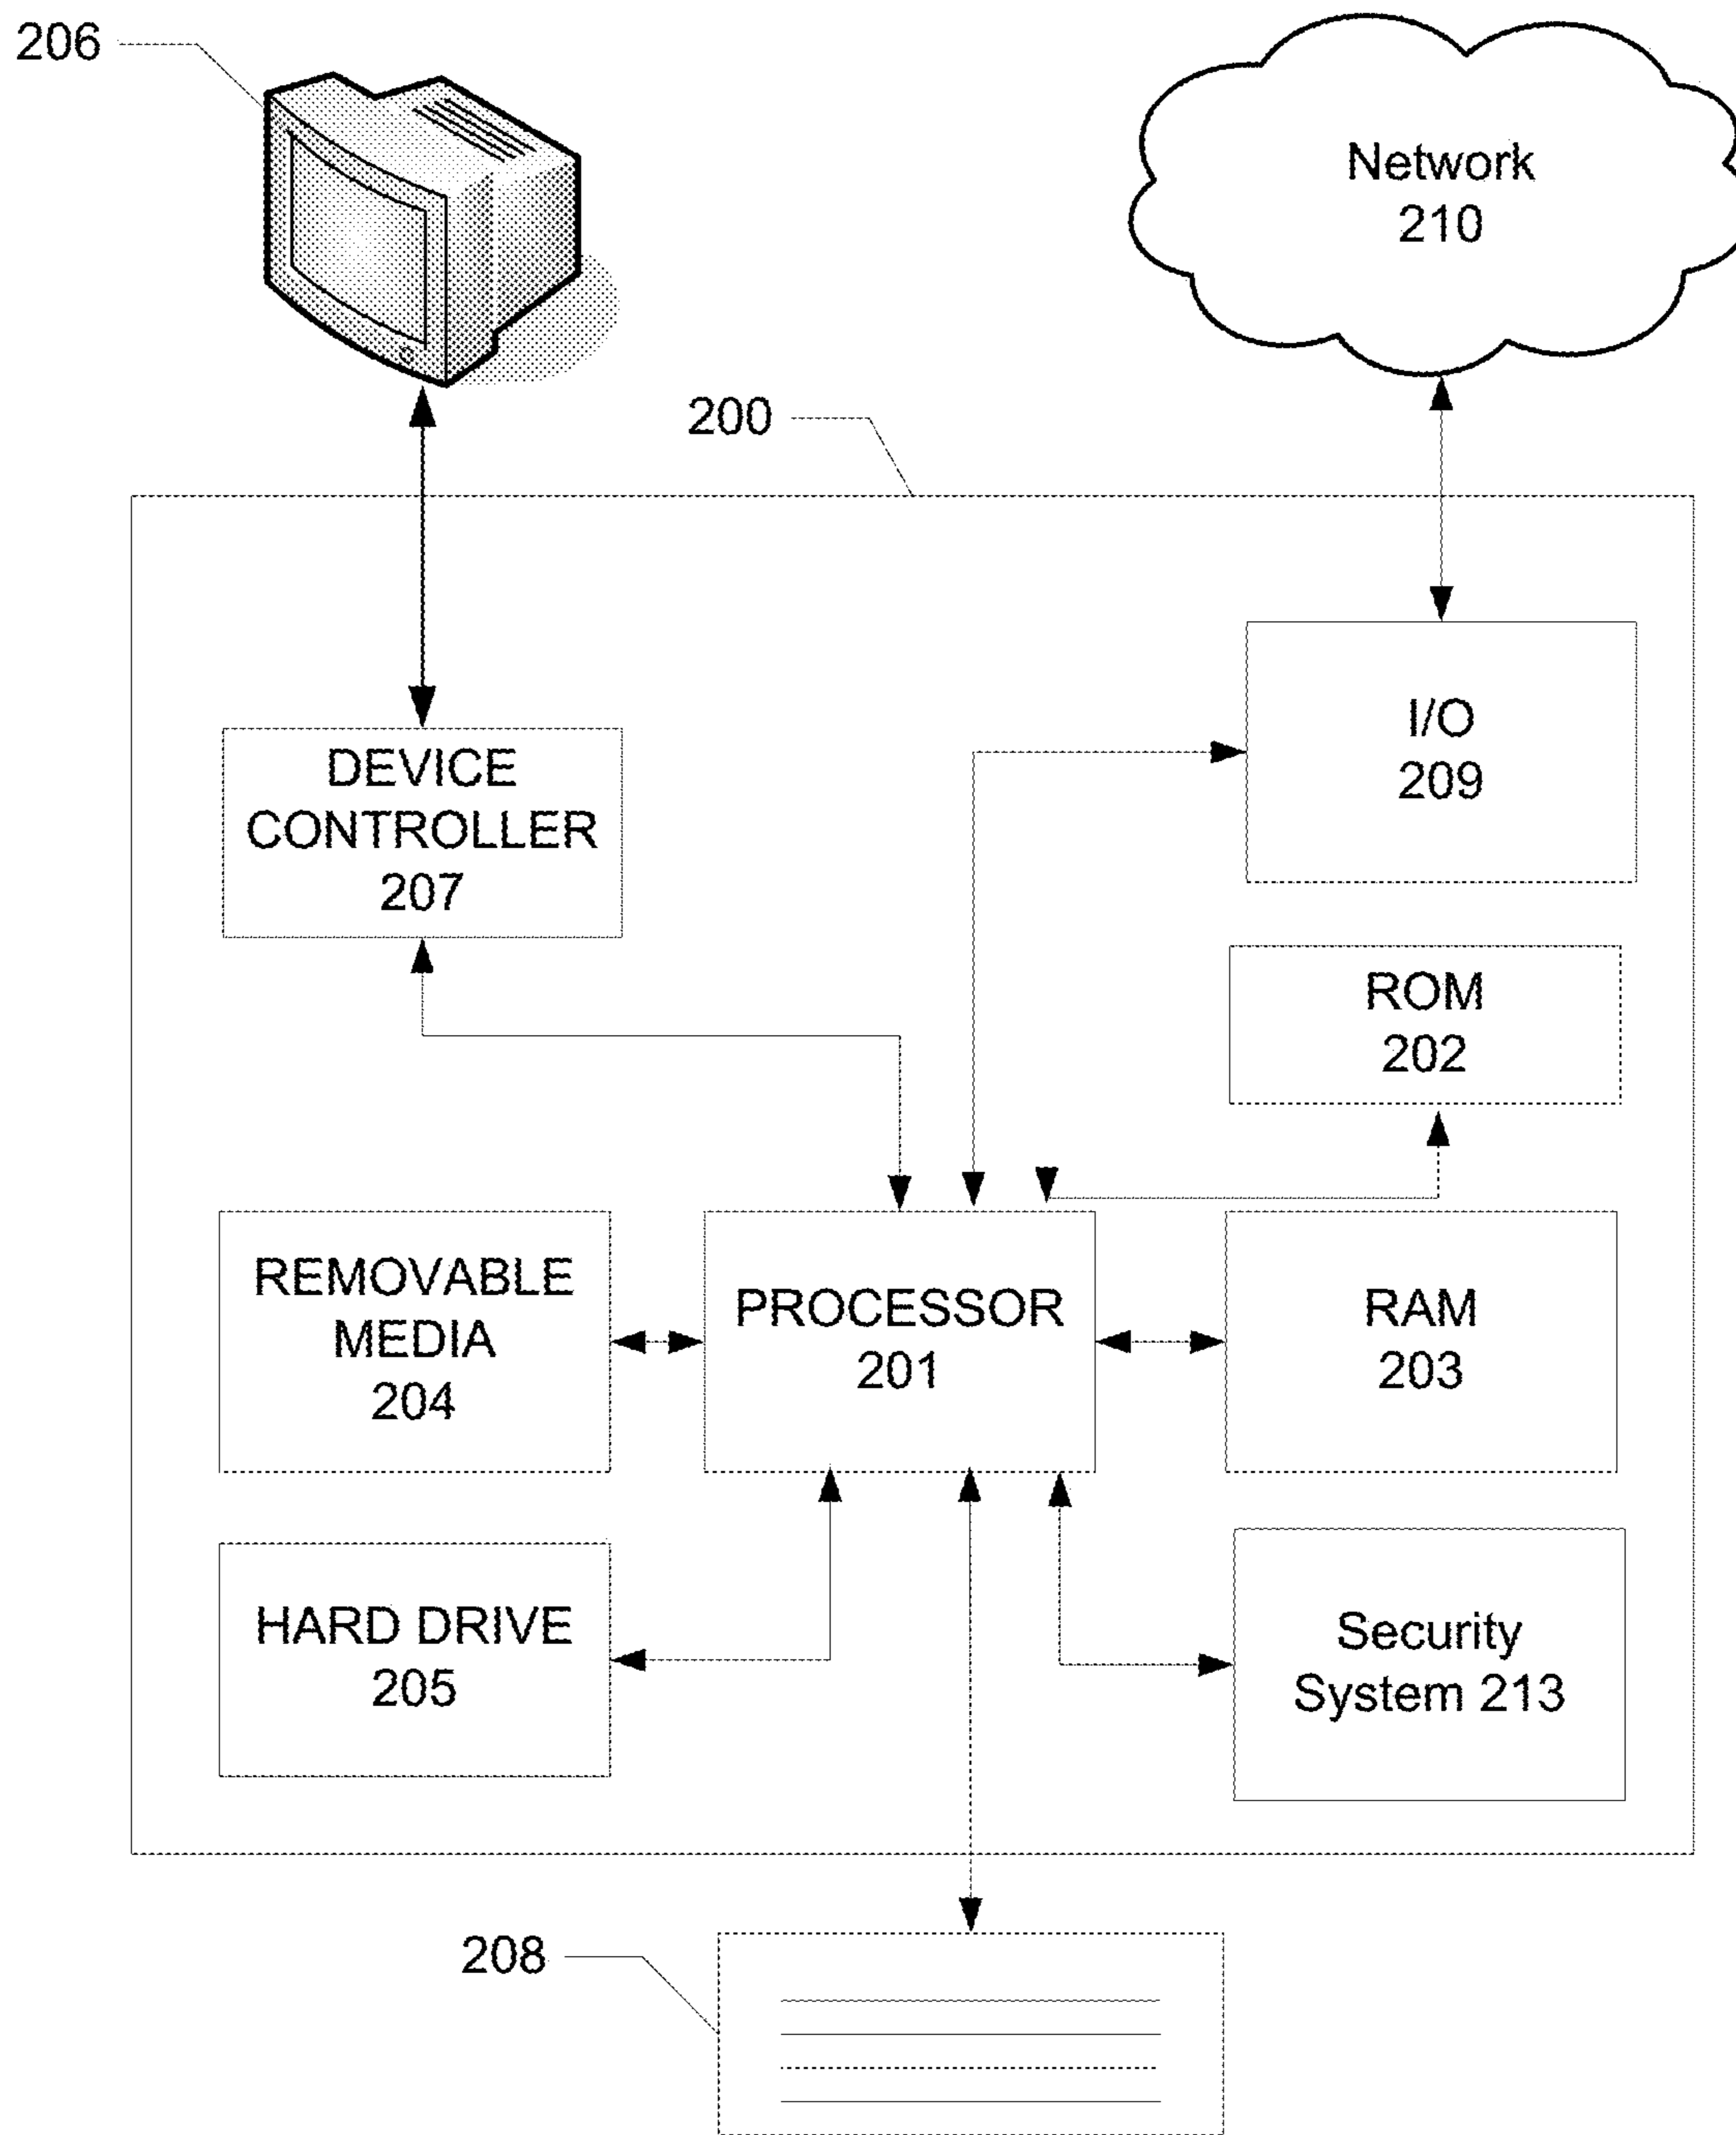 206
Network
210
200
I/O
209
DEVICE
CONTROLLER
207
ROM
202
REMOVABLE
MEDIA
204
PROCESSOR
201
RAM
203
HARD DRIVE
205
Security
System 213
208